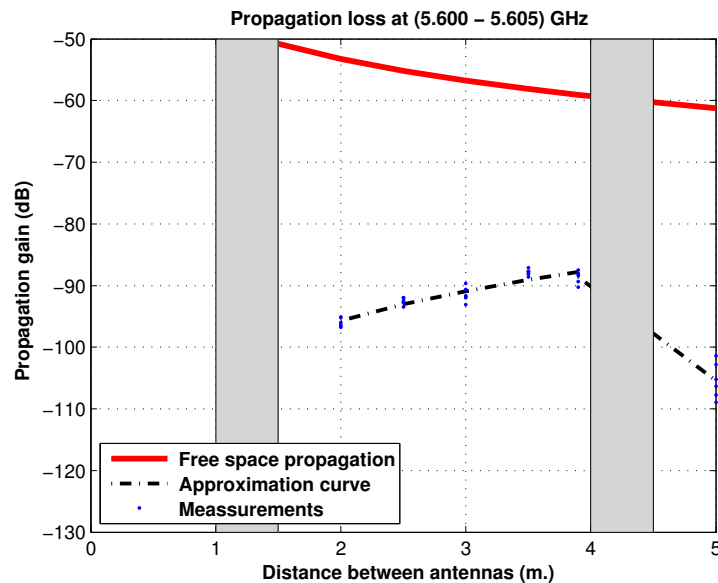 Propagation loss at (5.600 − 5.605) GHz
Propagation gain (dB)
−50
−60
−70
−80
−90
−100
−110
−120
−130
Free space propagation
Approximation curve
Meassurements
0 1 2 3 4 5
Distance between antennas (m.)